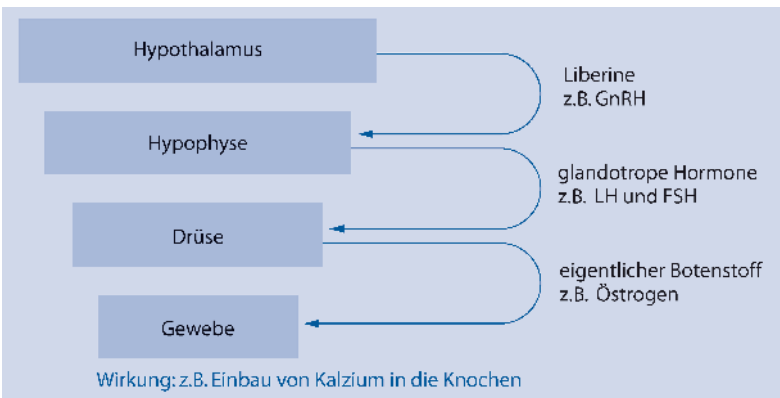 Hypothalamus
Liberine
z.B. GnRH
Hypophyse
glandotrope Hormone
z.B. LH und FSH
Drüse
eigentlicher Botenstoff
z.B. Östrogen
Gewebe
Wirkung: z.B. Einbau von Kalzium in die Knochen